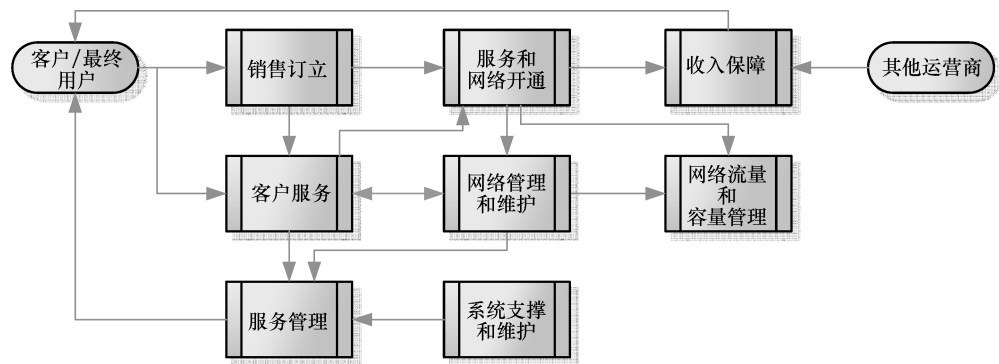 客户/最终
用户
销售订立
服务和
网络开通
收入保障
其他运营商
客户服务
网络管理
和维护
网络流量
和
容量管理
服务管理
系统支撑
和维护